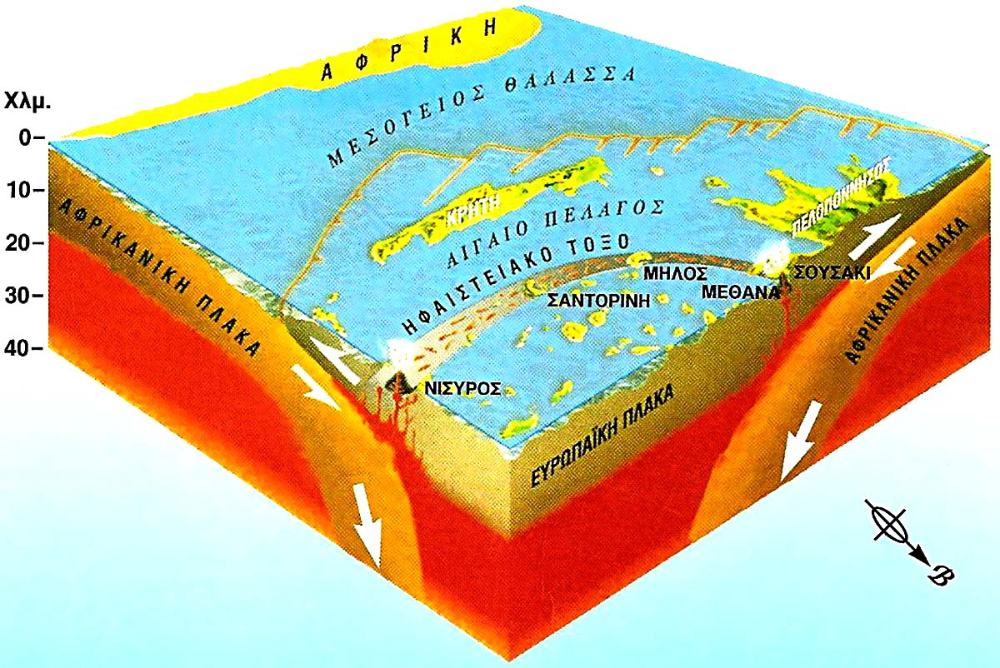 ΑΦΡΙΚΗ
ΜΕΣΟΓΕΙΟΣ ΘΑΛΑΣΣΑ
Χλμ.
0
10
20
30
40
ΑΦΡΙΚΑΝΙΚΗ ΠΛΑΚΑ
ΚΡΗΤΗ
ΠΕΛΟΠΟΝΝΗΣΟΣ
ΑΙΓΑΙΟ ΠΕΛΑΓΟΣ
ΗΦΑΙΣΤΕΙΑΚΟ ΤΟΞΟ
ΜΗΛΟΣ
ΣΟΥΣΑΚΙ
ΜΕΘΑΝΑ
ΣΑΝΤΟΡΙΝΗ
ΑΦΡΙΚΑΝΙΚΗ ΠΛΑΚΑ
ΝΙΣΥΡΟΣ
ΕΥΡΩΠΑΪΚΗ ΠΛΑΚΑ
Β